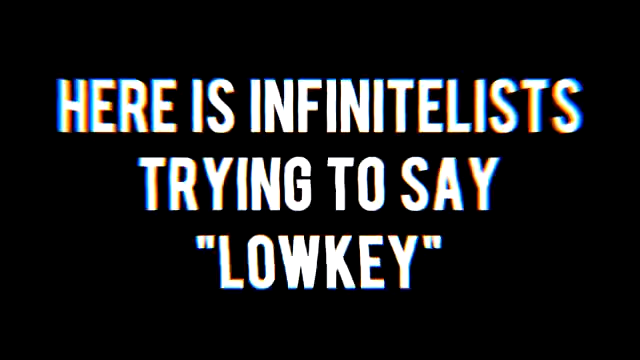 HERE IS INFINITELISTS
TRYING TO SAY
"LOWKEY"